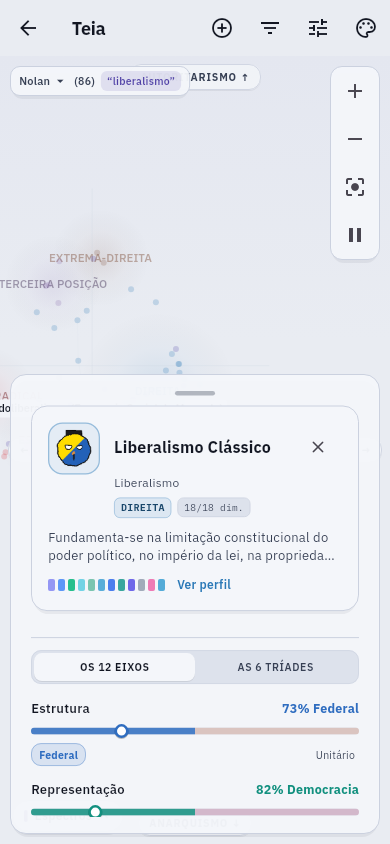 Teia
Nolan (86) “liberalismo”
ARISMO ↑
EXTREMA-DIREITA
TERCEIRA POSIÇÃO
Liberalismo Clássico
Liberalismo
DIREITA 18/18 dim.
Fundamenta-se na limitação constitucional do
poder político, no império da lei, na proprieda...
Ver perfil
OS 12 EIXOS AS 6 TRÍADES
Estrutura 73% Federal
Federal Unitário
Representação 82% Democracia